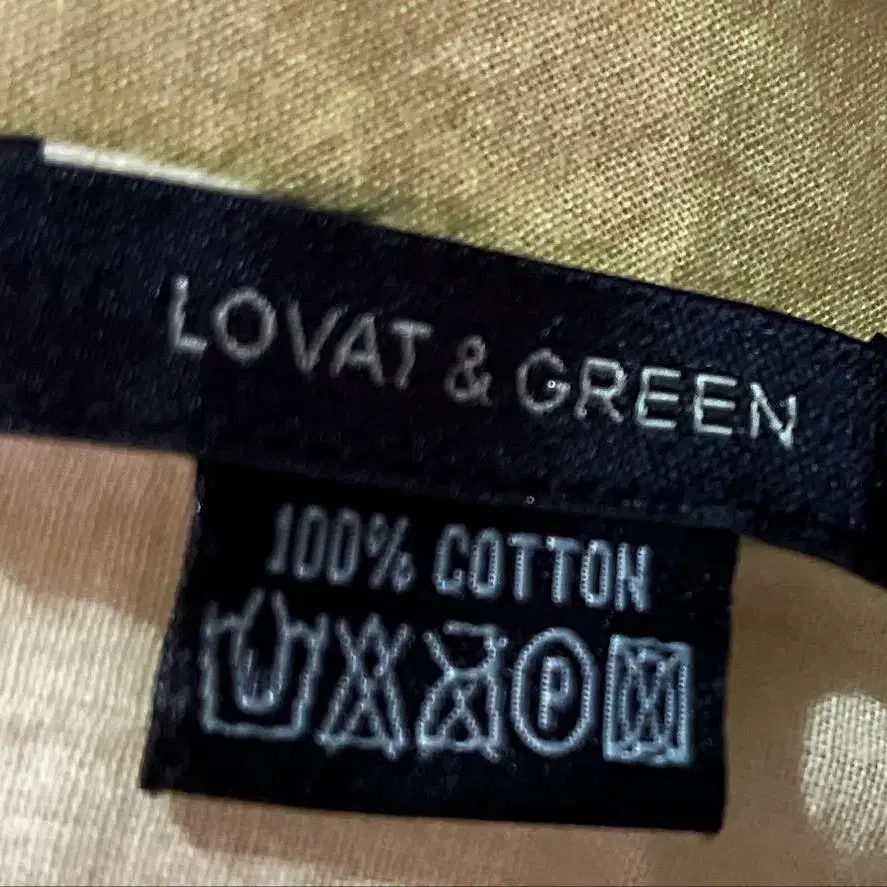 LOVAT & GREEN
100% COTTON
P